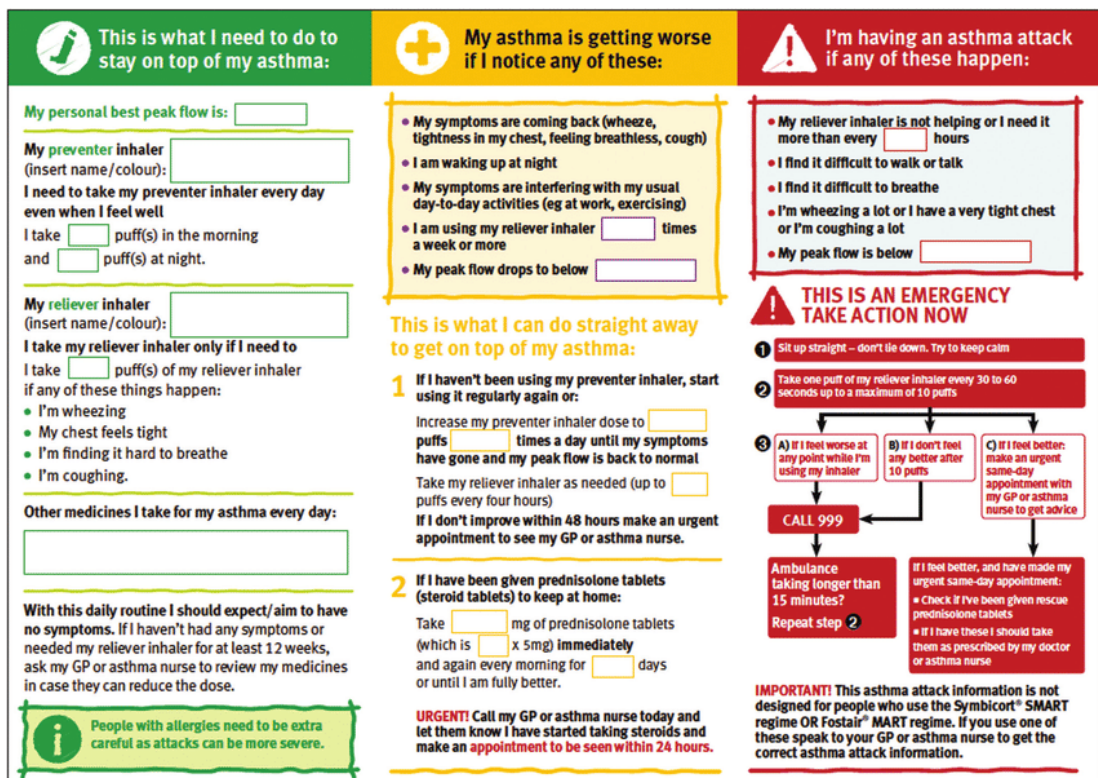 This is what I need to do to
stay on top of my asthma:
My personal best peak flow is:
My preventer inhaler
(insert name/colour):
I need to take my preventer inhaler every day
even when I feel well
I take puff(s) in the morning
and puff(s) at night.
My reliever inhaler
(insert name/colour):
I take my reliever inhaler only if I need to
I take puff(s) of my reliever inhaler
if any of these things happen:
• I'm wheezing
• My chest feels tight
• I'm finding it hard to breathe
• I'm coughing.
Other medicines I take for my asthma every day:
With this daily routine I should expect/aim to have
no symptoms. If I haven't had any symptoms or
needed my reliever inhaler for at least 12 weeks,
ask my GP or asthma nurse to review my medicines
in case they can reduce the dose.
i
People with allergies need to be extra
careful as attacks can be more severe.
My asthma is getting worse
if I notice any of these:
• My symptoms are coming back (wheeze,
tightness in my chest, feeling breathless, cough)
• I am waking up at night
• My symptoms are interfering with my usual
day-to-day activities (eg at work, exercising)
• I am using my reliever inhaler times
a week or more
• My peak flow drops to below
This is what I can do straight away
to get on top of my asthma:
1
If I haven't been using my preventer inhaler, start
using it regularly again or:
Increase my preventer inhaler dose to
puffs times a day until my symptoms
have gone and my peak flow is back to normal
Take my reliever inhaler as needed (up to
puffs every four hours)
If I don't improve within 48 hours make an urgent
appointment to see my GP or asthma nurse.
2
If I have been given prednisolone tablets
(steroid tablets) to keep at home:
Take mg of prednisolone tablets
(which is x 5mg) immediately
and again every morning for days
or until I am fully better.
URGENT! Call my GP or asthma nurse today and
let them know I have started taking steroids and
make an appointment to be seen within 24 hours.
!
I'm having an asthma attack
if any of these happen:
• My reliever inhaler is not helping or I need it
more than every hours
• I find it difficult to walk or talk
• I find it difficult to breathe
• I'm wheezing a lot or I have a very tight chest
or I'm coughing a lot
• My peak flow is below
!
THIS IS AN EMERGENCY
TAKE ACTION NOW
1 Sit up straight – don't lie down. Try to keep calm
2 Take one puff of my reliever inhaler every 30 to 60
seconds up to a maximum of 10 puffs
3
A) If I feel worse at
any point while I'm
using my inhaler
B) If I don't feel
any better after
10 puffs
C) If I feel better:
make an urgent
same-day
appointment with
my GP or asthma
nurse to get advice
CALL 999
Ambulance
taking longer than
15 minutes?
Repeat step 2
If I feel better, and have made my
urgent same-day appointment:
• Check if I've been given rescue
prednisolone tablets
• If I have these I should take
them as prescribed by my doctor
or asthma nurse
IMPORTANT! This asthma attack information is not
designed for people who use the Symbicort® SMART
regime OR Fostair® MART regime. If you use one of
these speak to your GP or asthma nurse to get the
correct asthma attack information.